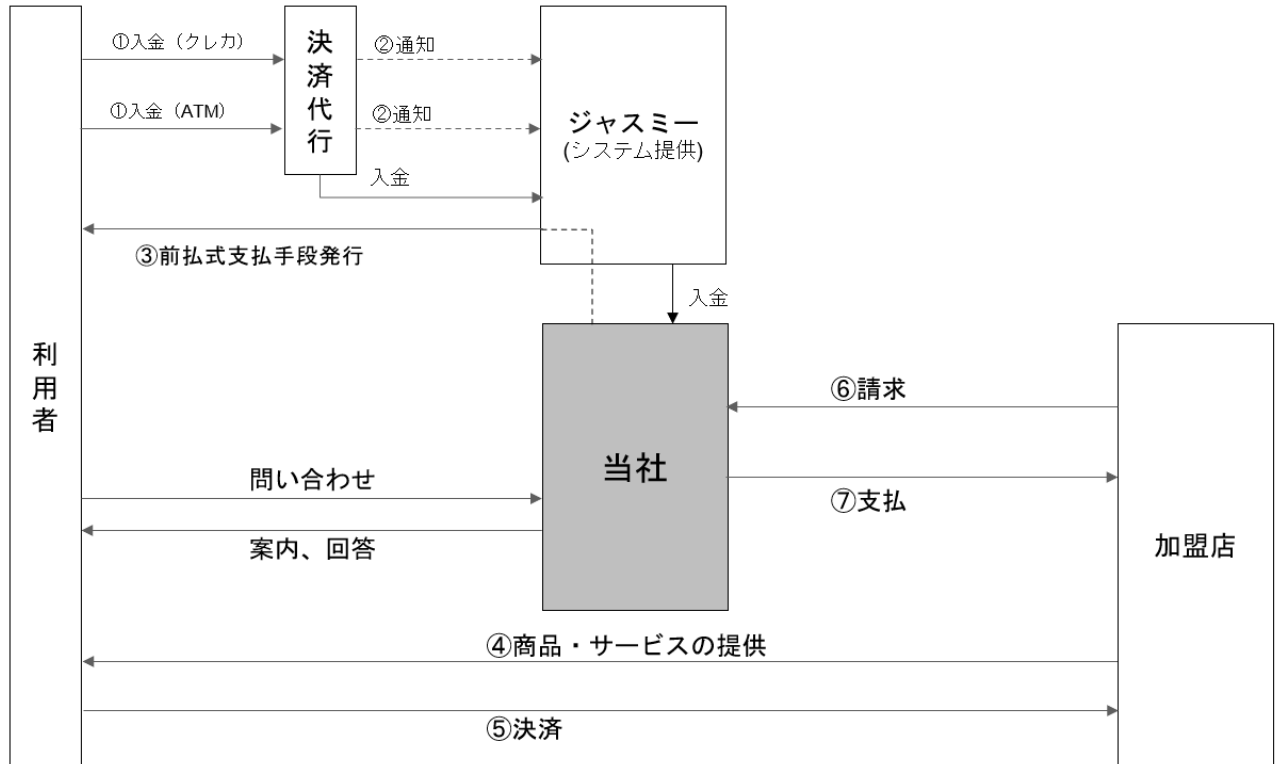 ①入金（クレカ）
②通知
①入金（ATM）
②通知
決済代行
ジャスミー
(システム提供)
入金
③前払式支払手段発行
入金
利用者
⑥請求
当社
問い合わせ
⑦支払
案内、回答
加盟店
④商品・サービスの提供
⑤決済